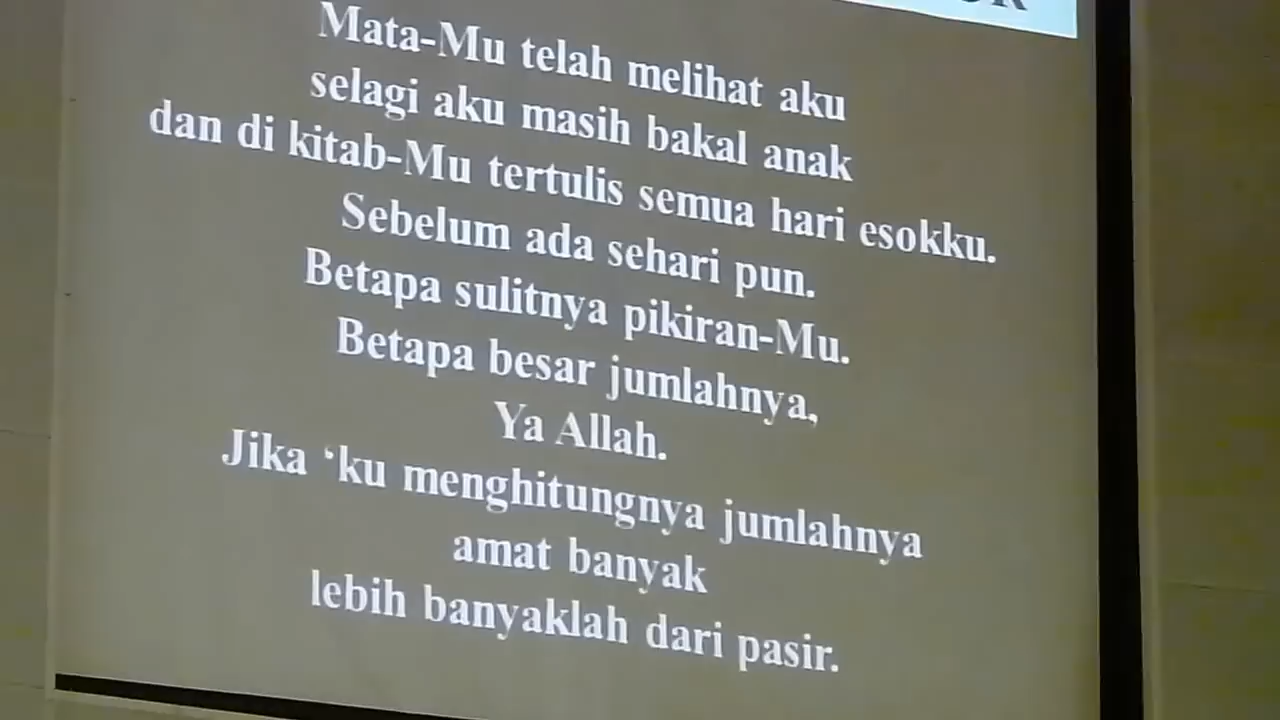 Mata-Mu telah melihat aku
selagi aku masih bakal anak
dan di kitab-Mu tertulis semua hari esokku.
Sebelum ada sehari pun.
Betapa sulitnya pikiran-Mu.
Betapa besar jumlahnya,
Ya Allah.
Jika ‘ku menghitungnya jumlahnya
amat banyak
lebih banyaklah dari pasir.